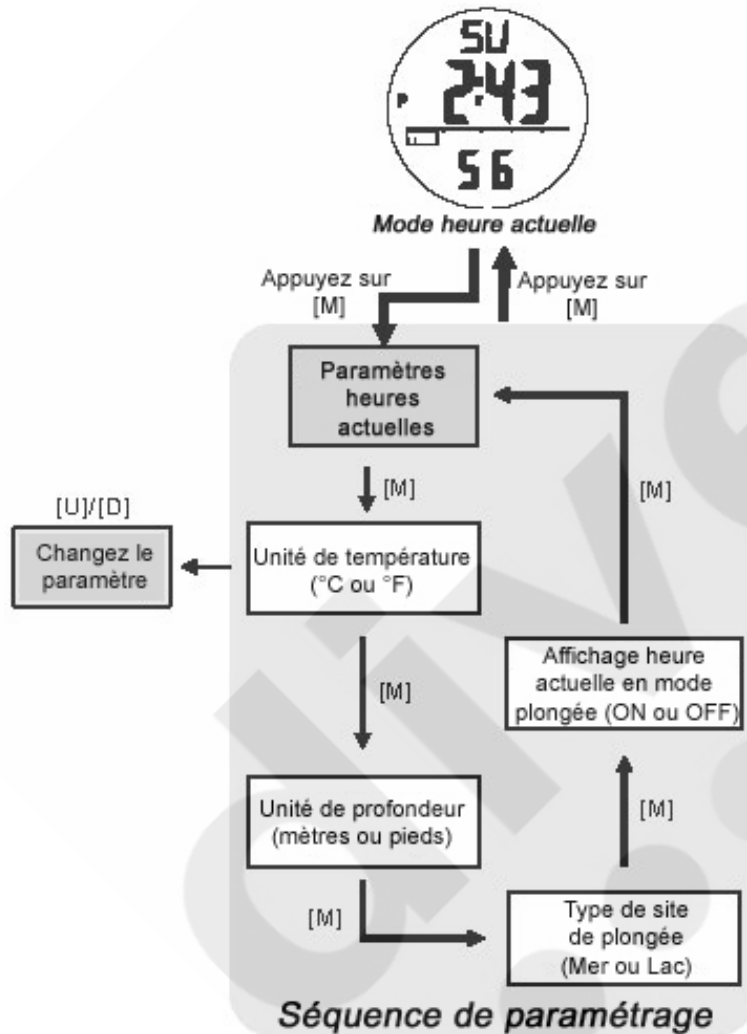 SU
P 2:43
56
Mode heure actuelle
Appuyez sur
[M]
Appuyez sur
[M]
Paramètres
heures
actuelles
[M]
[M]
[U]/[D]
Changez le
paramètre
Unité de température
(°C ou °F)
[M]
Affichage heure
actuelle en mode
plongée (ON ou OFF)
Unité de profondeur
(mètres ou pieds)
[M]
[M]
Type de site
de plongée
(Mer ou Lac)
Séquence de paramétrage